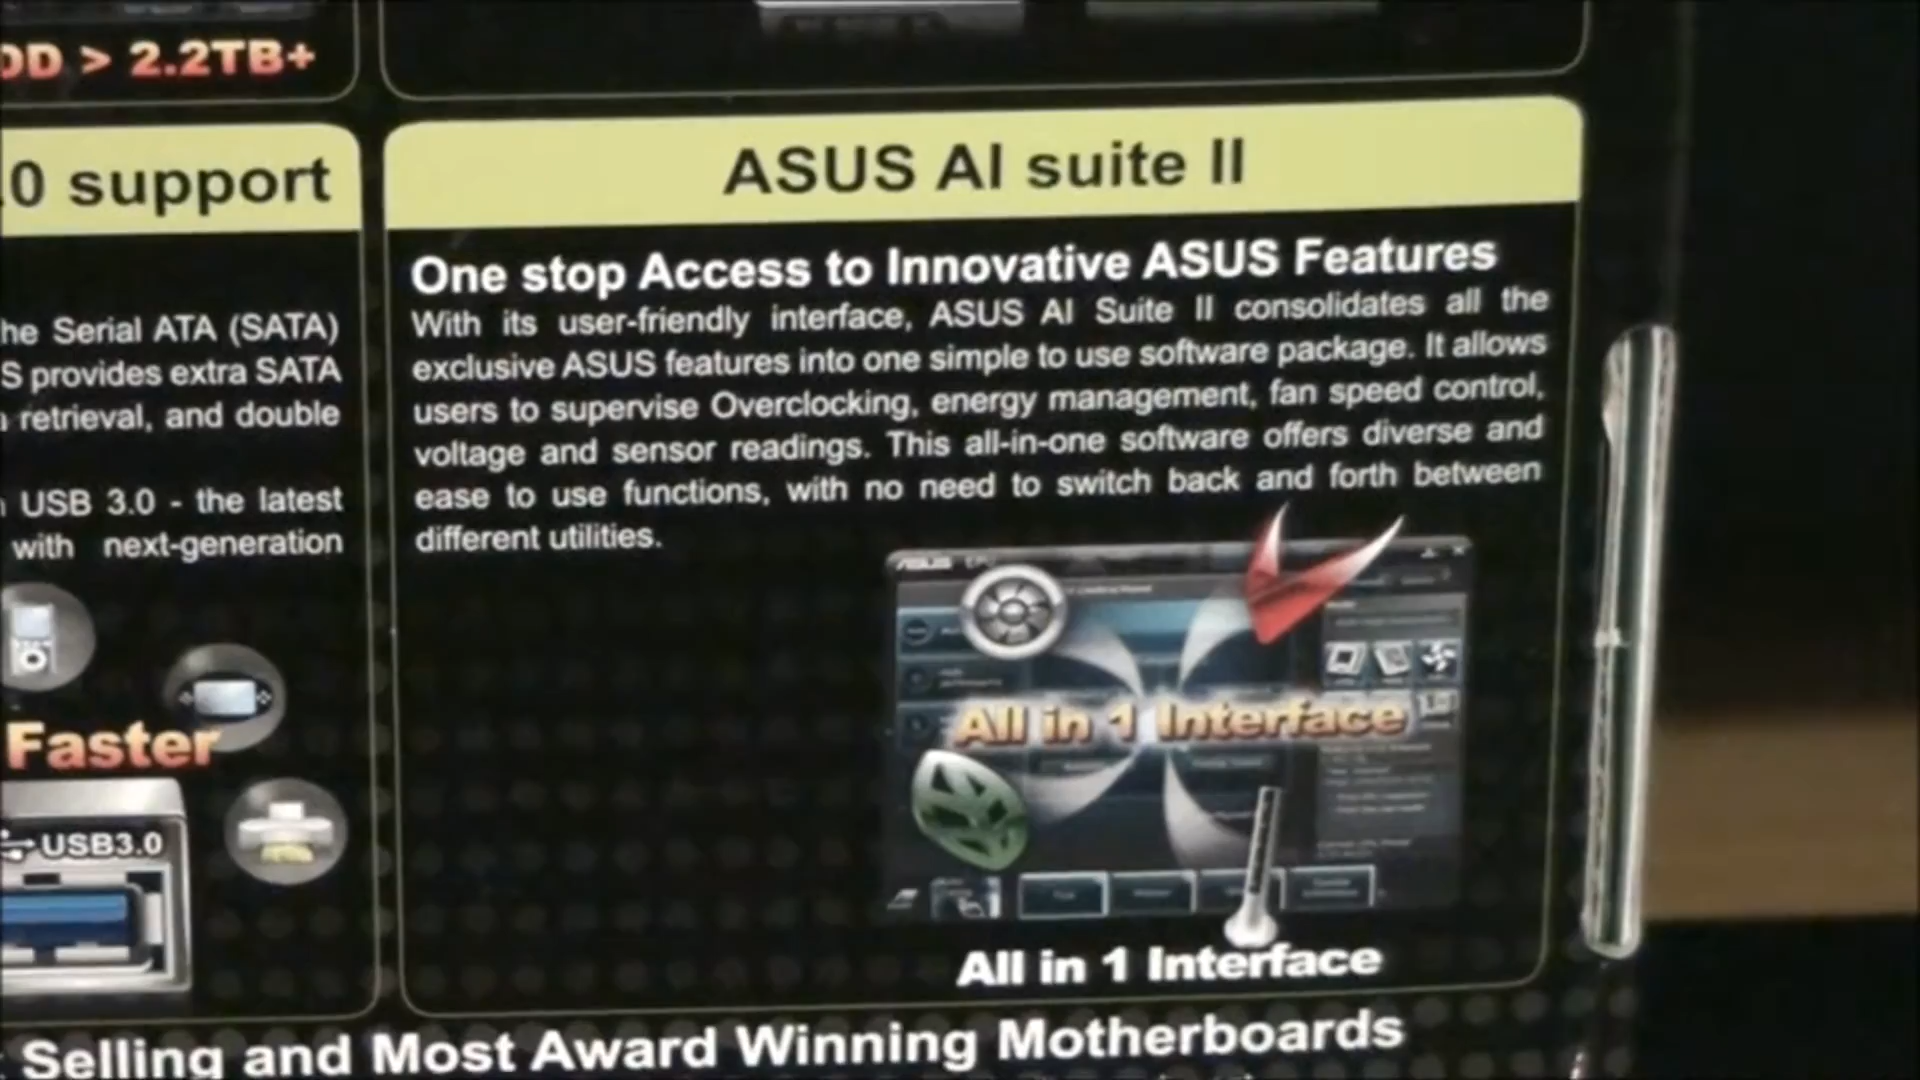 > 2.2TB+
0 support
Serial ATA (SATA)
provides extra SATA
retrieval, and double
USB 3.0 - the latest
with next-generation
Faster
USB3.0
ASUS AI suite II
One stop Access to Innovative ASUS Features
With its user-friendly interface, ASUS AI Suite II consolidates all the
exclusive ASUS features into one simple to use software package. It allows
users to supervise Overclocking, energy management, fan speed control,
voltage and sensor readings. This all-in-one software offers diverse and
ease to use functions, with no need to switch back and forth between
different utilities.
ASUS
All in 1 Interface
All in 1 Interface
Selling and Most Award Winning Motherboards